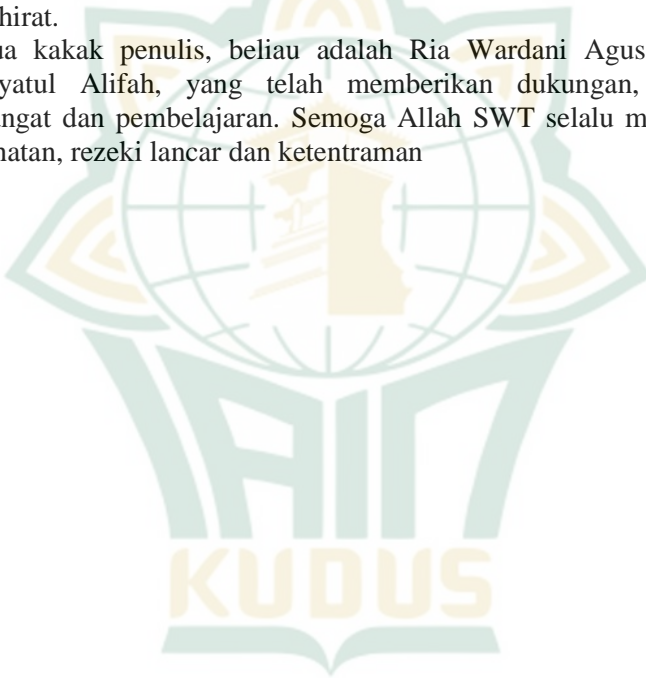 hirat.
ua kakak penulis, beliau adalah Ria Wardani Agus
yatul Alifah, yang telah memberikan dukungan,
ngat dan pembelajaran. Semoga Allah SWT selalu m
natan, rezeki lancar dan ketentraman
IAIN
KUDUS